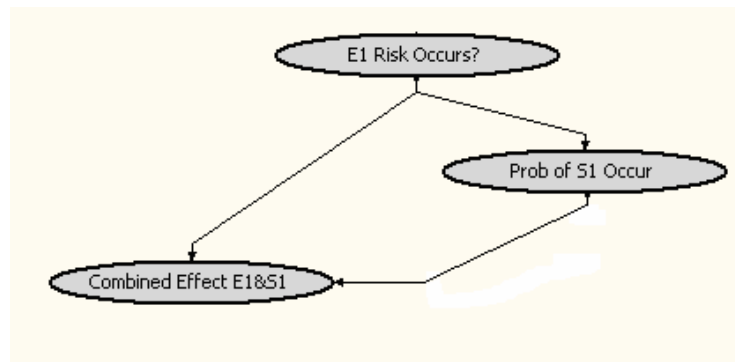 E1 Risk Occurs?
Prob of S1 Occur
Combined Effect E1&S1